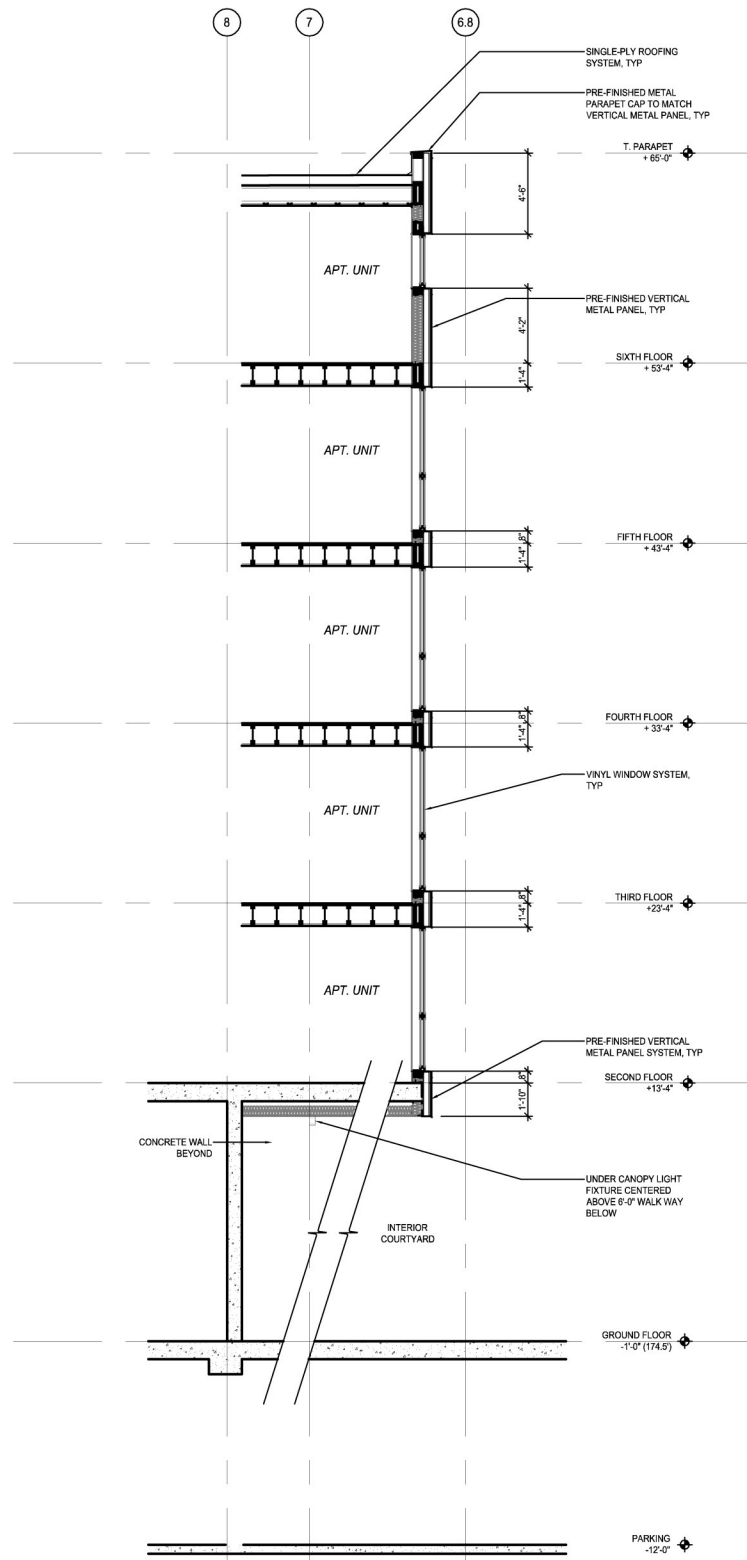 8
7
6.8
SINGLE-PLY ROOFING
SYSTEM, TYP
PRE-FINISHED METAL
PARAPET CAP TO MATCH
VERTICAL METAL PANEL, TYP
T. PARAPET
+ 65'-0"
4'-6"
APT. UNIT
PRE-FINISHED VERTICAL
METAL PANEL, TYP
4'-2"
SIXTH FLOOR
+ 53'-4"
1'-4"
APT. UNIT
8"
FIFTH FLOOR
+ 43'-4"
1'-4"
APT. UNIT
8"
FOURTH FLOOR
+ 33'-4"
1'-4"
VINYL WINDOW SYSTEM,
TYP
APT. UNIT
8"
THIRD FLOOR
+23'-4"
1'-4"
APT. UNIT
PRE-FINISHED VERTICAL
METAL PANEL SYSTEM, TYP
8"
SECOND FLOOR
+13'-4"
1'-10"
CONCRETE WALL
BEYOND
UNDER CANOPY LIGHT
FIXTURE CENTERED
ABOVE 6'-0" WALK WAY
BELOW
INTERIOR
COURTYARD
GROUND FLOOR
-1'-0" (174.5')
PARKING
-12'-0"